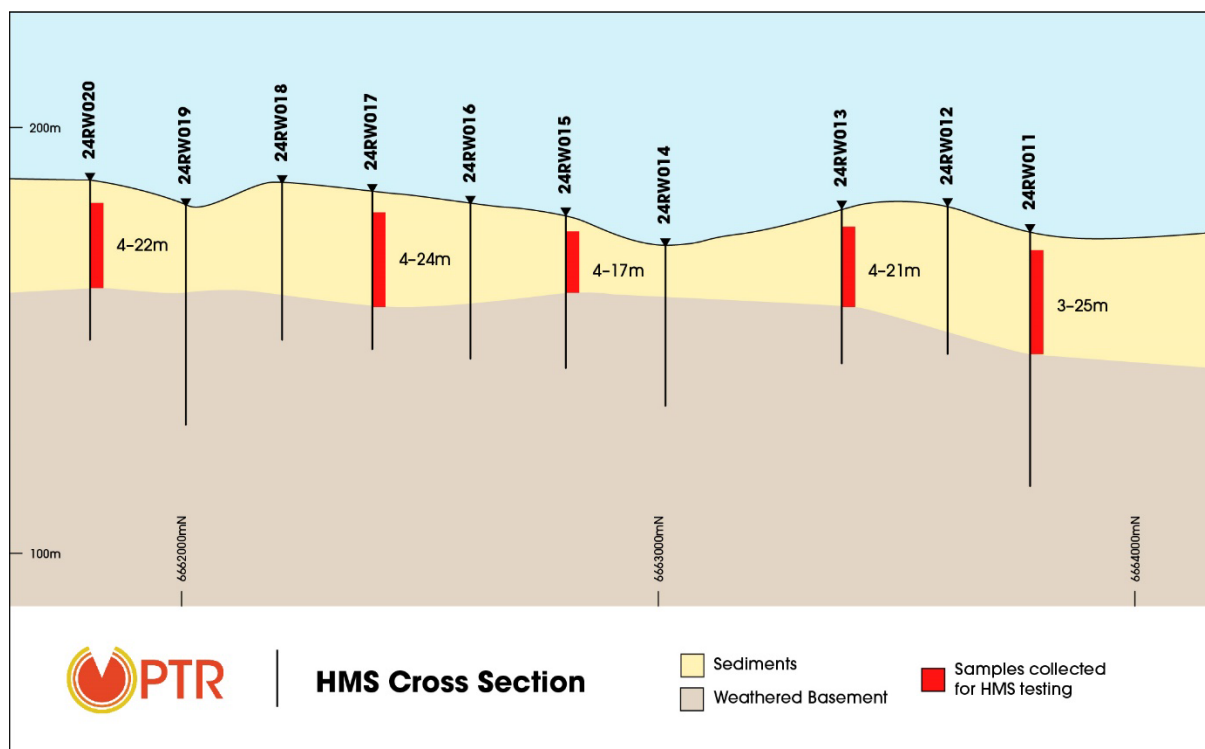 200m
24RW020
24RW019
24RW018
24RW017
24RW016
24RW015
24RW014
24RW013
24RW012
24RW011
4-22m
4-24m
4-17m
4-21m
3-25m
100m
6662000mN
6663000mN
6664000mN
PTR
HMS Cross Section
Sediments
Weathered Basement
Samples collected
for HMS testing